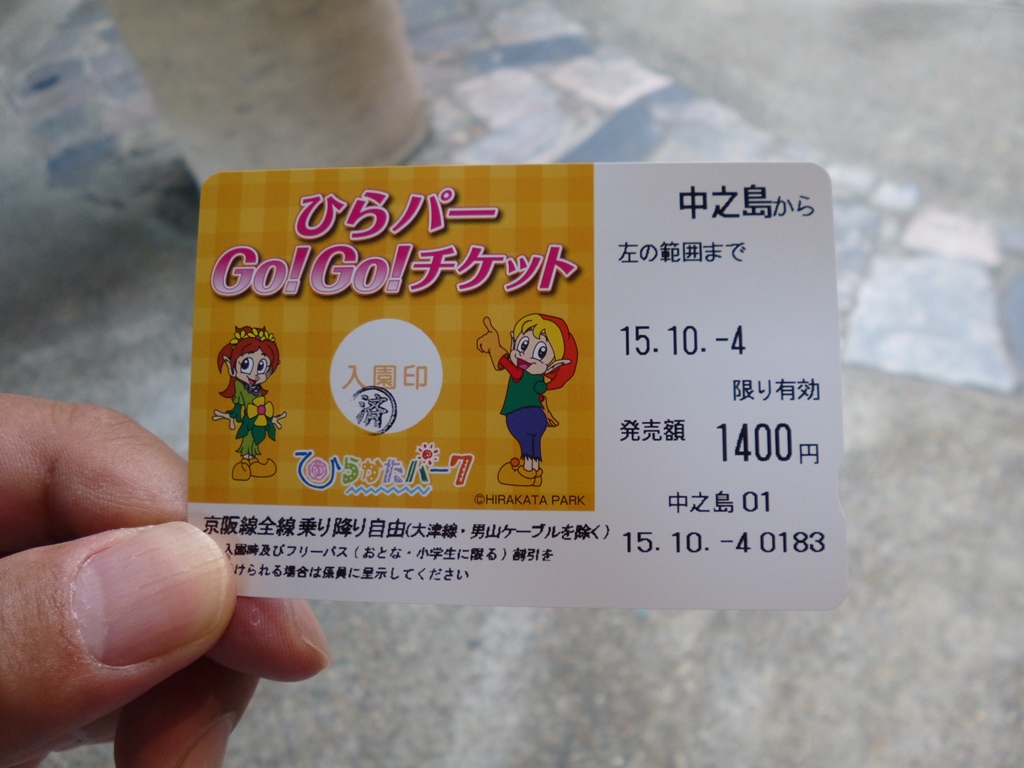 ひらパー
Go!Go!チケット
入園印
済
ひらかたパーク
©HIRAKATA PARK
京阪線全線乗り降り自由(大津線・男山ケーブルを除く)
入園時及びフリーパス(おとな・小学生に限る)割引を
けられる場合は係員に呈示してください
中之島から
左の範囲まで
15.10.-4
限り有効
発売額 1400円
中之島 01
15.10.-4 0183